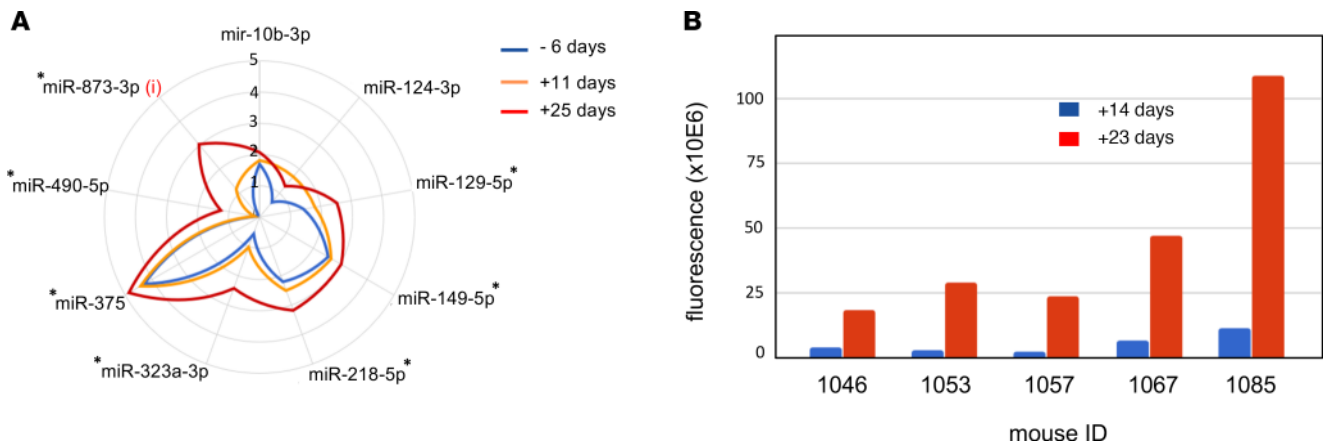 A
mir-10b-3p
5
4
3
2
1
- 6 days
+11 days
+25 days
*miR-873-3p (i)
miR-124-3p
*miR-490-5p
miR-129-5p*
*miR-375
miR-149-5p*
*miR-323a-3p
miR-218-5p*
B
fluorescence (x10E6)
100
75
50
25
0
+14 days
+23 days
1046 1053 1057 1067 1085
mouse ID